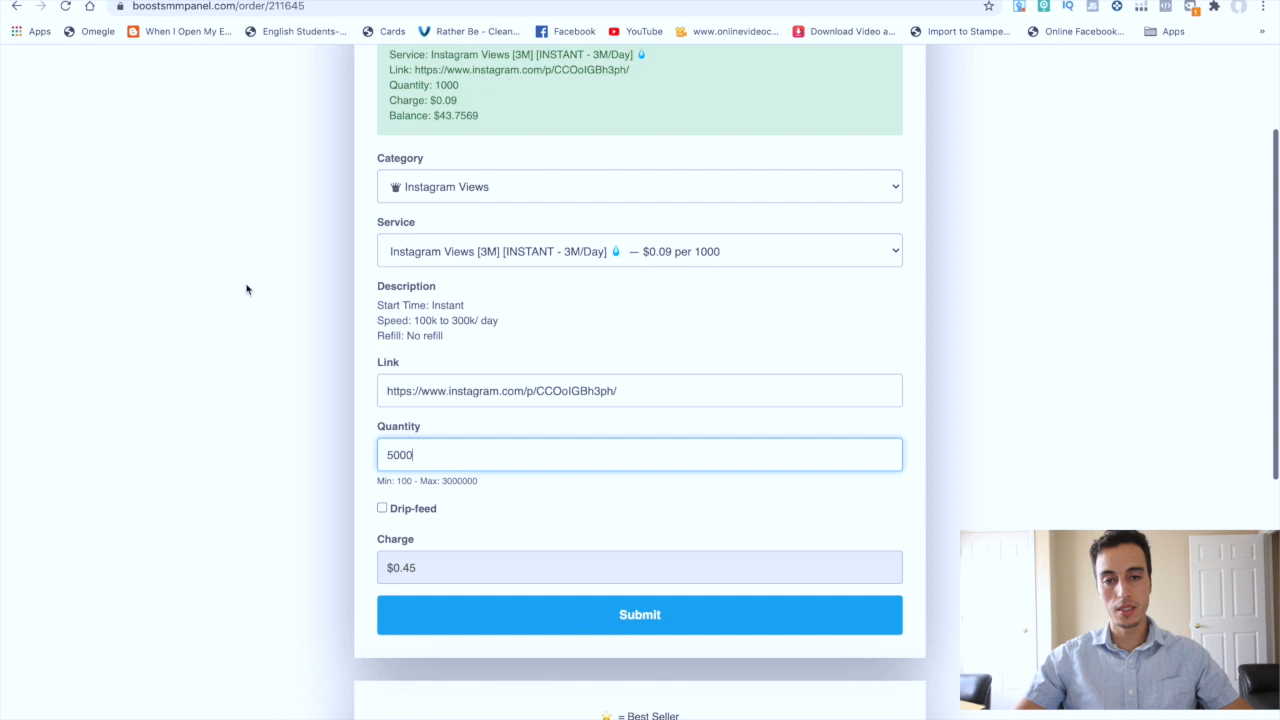 boostsmmpanel.com/order/211645
Apps Omegle When I Open My E... English Students-... Cards Rather Be - Clean... Facebook YouTube www.onlinevideoc... Download Video a... Import to Stampe... Online Facebook... Apps »
Service: Instagram Views [3M] [INSTANT - 3M/Day] 💧
Link: https://www.instagram.com/p/CCOoIGBh3ph/
Quantity: 1000
Charge: $0.09
Balance: $43.7569
Category
Instagram Views
Service
Instagram Views [3M] [INSTANT - 3M/Day] 💧 — $0.09 per 1000
Description
Start Time: Instant
Speed: 100k to 300k/ day
Refill: No refill
Link
https://www.instagram.com/p/CCOoIGBh3ph/
Quantity
5000
Min: 100 - Max: 3000000
Drip-feed
Charge
$0.45
Submit
⭐ = Best Seller